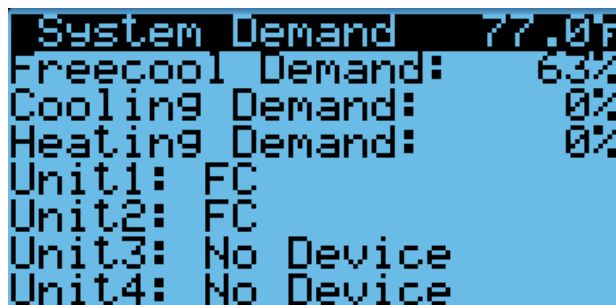 System Demand 77.0F
Freecool Demand: 63%
Cooling Demand: 0%
Heating Demand: 0%
Unit1: FC
Unit2: FC
Unit3: No Device
Unit4: No Device